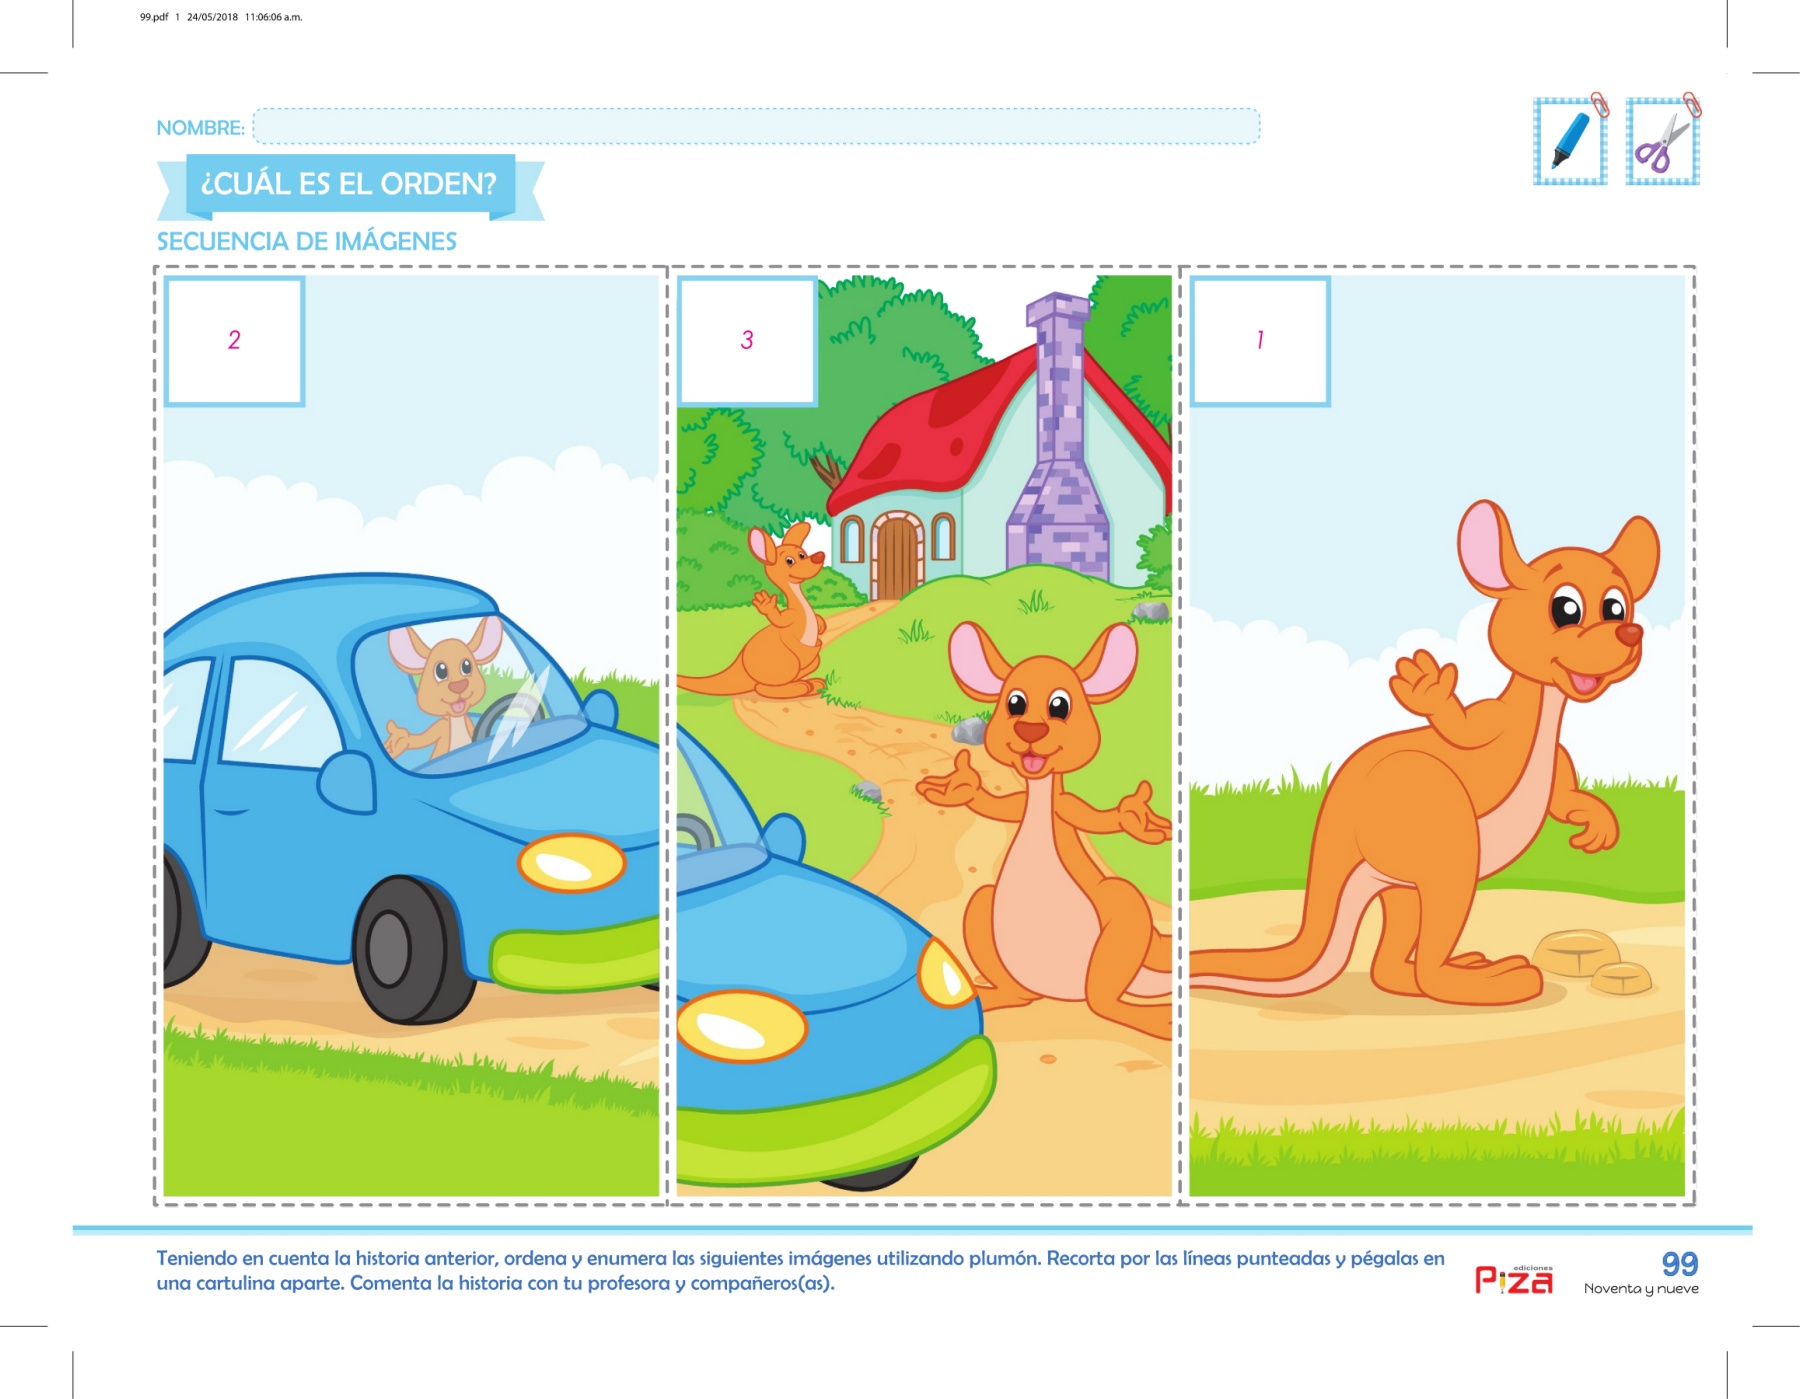 99.pdf 1 24/05/2018 11:06:06 a.m.
NOMBRE:
¿CUÁL ES EL ORDEN?
SECUENCIA DE IMÁGENES
2
3
1
Teniendo en cuenta la historia anterior, ordena y enumera las siguientes imágenes utilizando plumón. Recorta por las líneas punteadas y pégalas en
una cartulina aparte. Comenta la historia con tu profesora y compañeros(as).
ediciones
Piza
99
Noventa y nueve